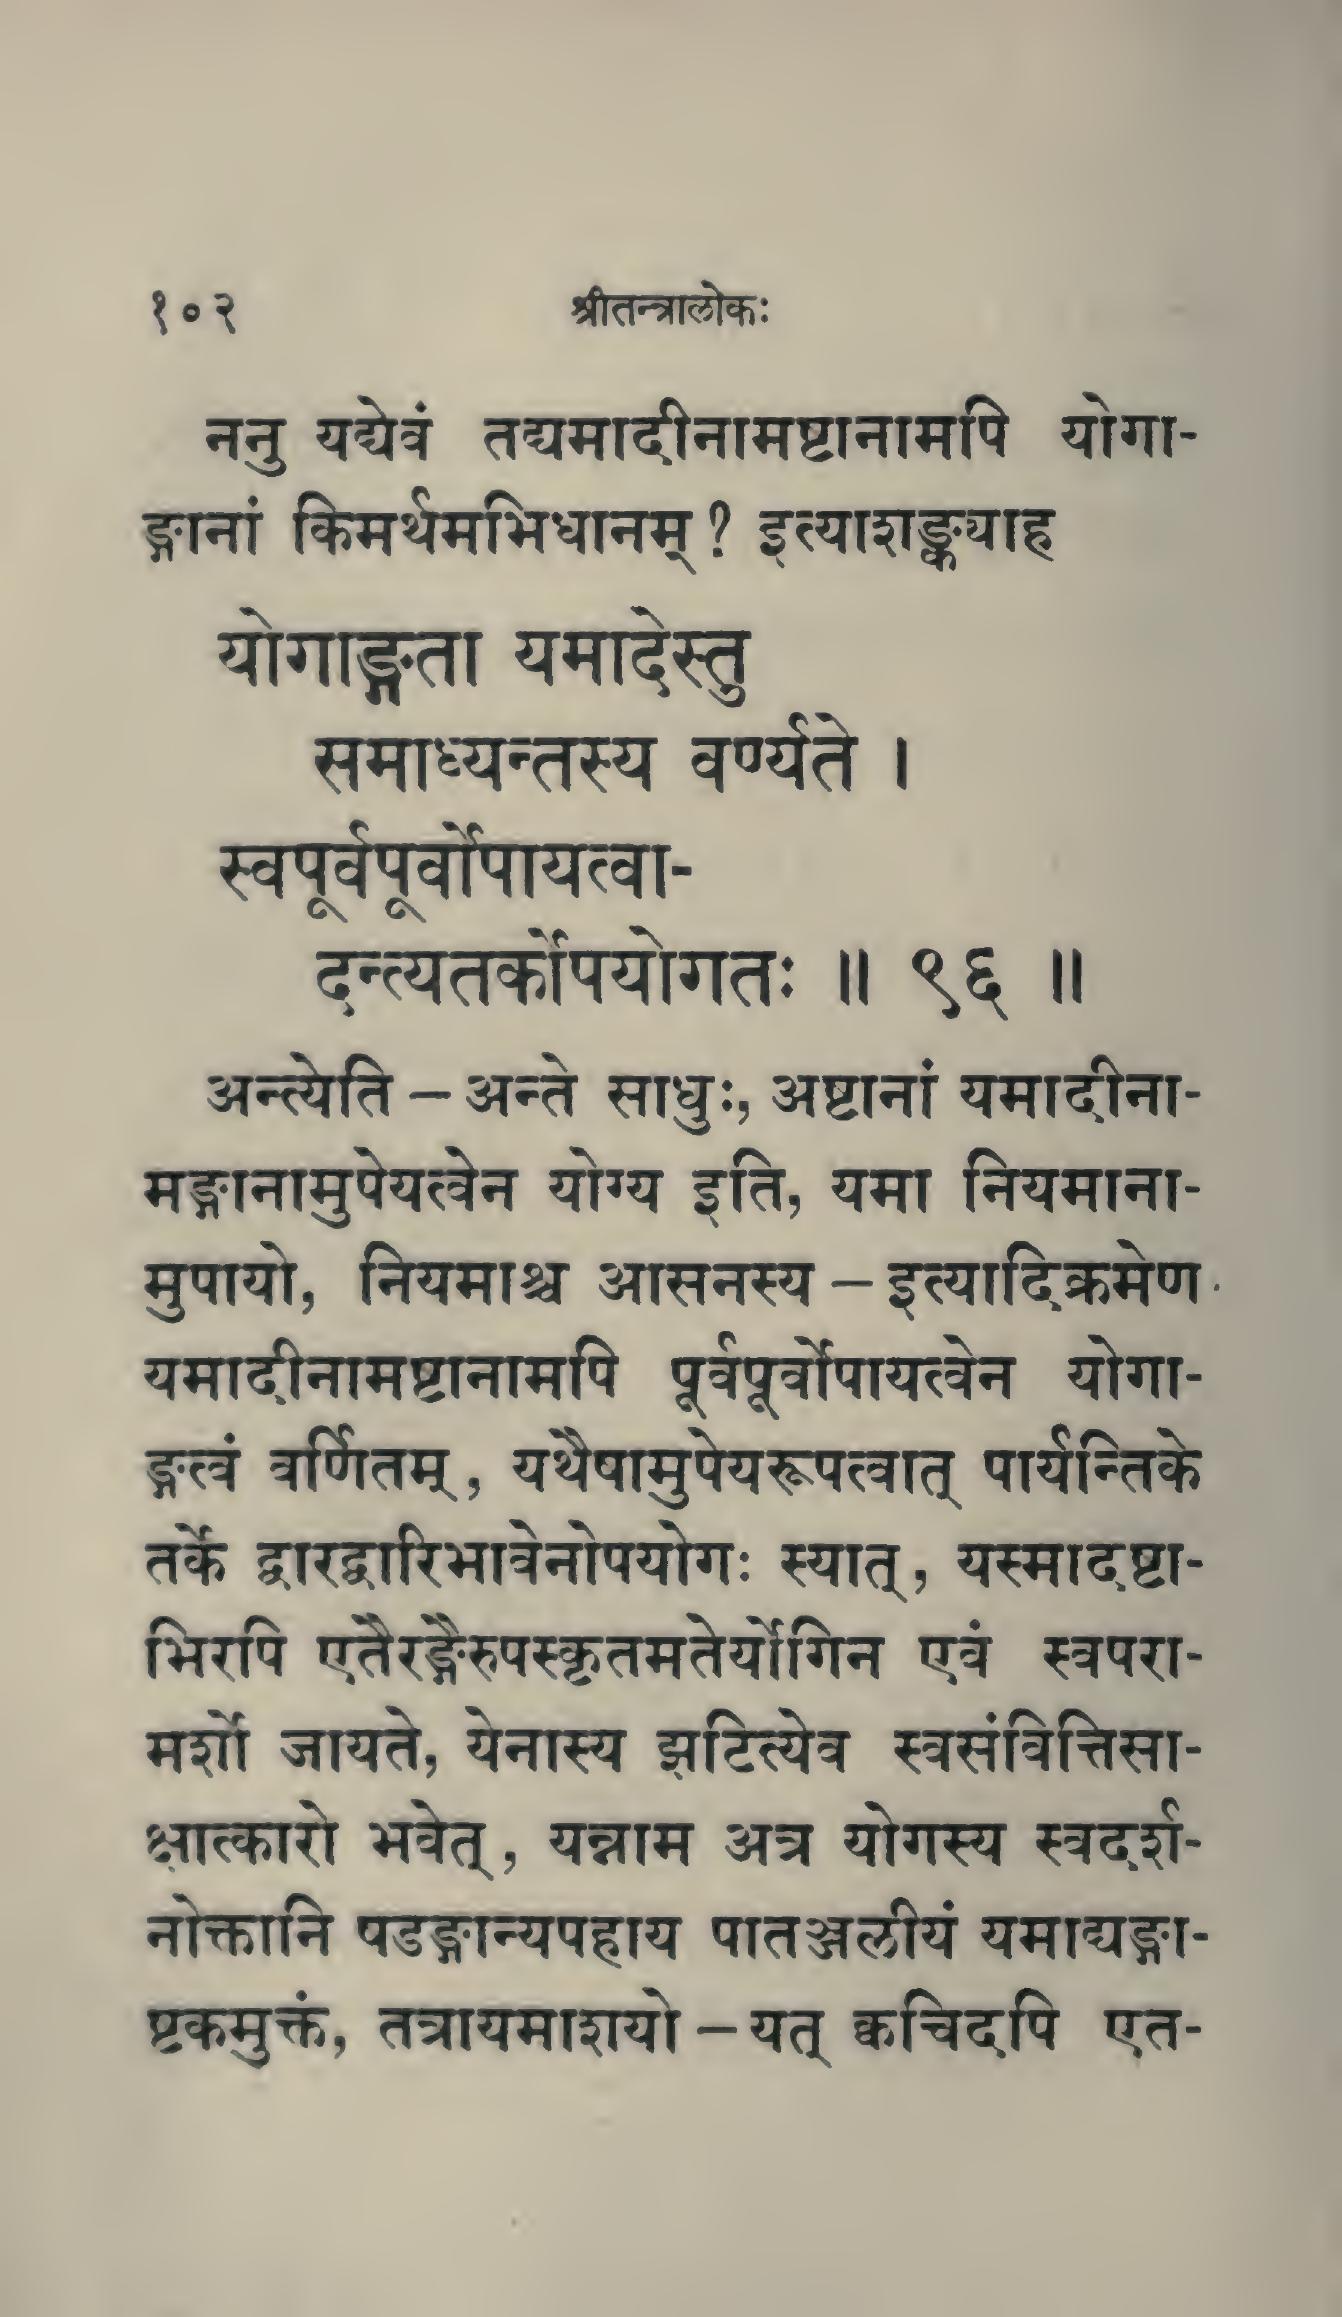 १०२ श्रीतन्त्रालोकः
ननु यद्येवं तद्यमादीनामष्टानामपि योगा-
ङ्गानां किमर्थमभिधानम् ? इत्याशङ्क्याह
योगाङ्गता यमादेस्तु
समाध्यन्तस्य वर्ण्यते ।
स्वपूर्वपूर्वोपायत्वा-
दन्त्यतर्कोपयोगतः ॥ ९६ ॥
अन्त्येति – अन्ते साधुः, अष्टानां यमादीना-
मङ्गानामुपेयत्वेन योग्य इति, यमा नियमाना-
मुपायो, नियमाश्च आसनस्य – इत्यादिक्रमेण
यमादीनामष्टानामपि पूर्वपूर्वोपायत्वेन योगा-
ङ्गत्वं वर्णितम्, यथैषामुपेयरूपत्वात् पार्यन्तिके
तर्के द्वारद्वारिभावेनोपयोगः स्यात्, यस्मादष्टा-
भिरपि एतैरङ्गैरुपस्कृतमतेर्योगिन एवं स्वपरा-
मर्शो जायते, येनास्य झटित्येव स्वसंवित्तिसा-
क्षात्कारो भवेत्, यन्नाम अत्र योगस्य स्वदर्श-
नोक्तानि षडङ्गान्यपहाय पातञ्जलीयं यमाद्यङ्गा-
ष्टकमुक्तं, तत्रायमाशयो – यत् क्वचिदपि एत-